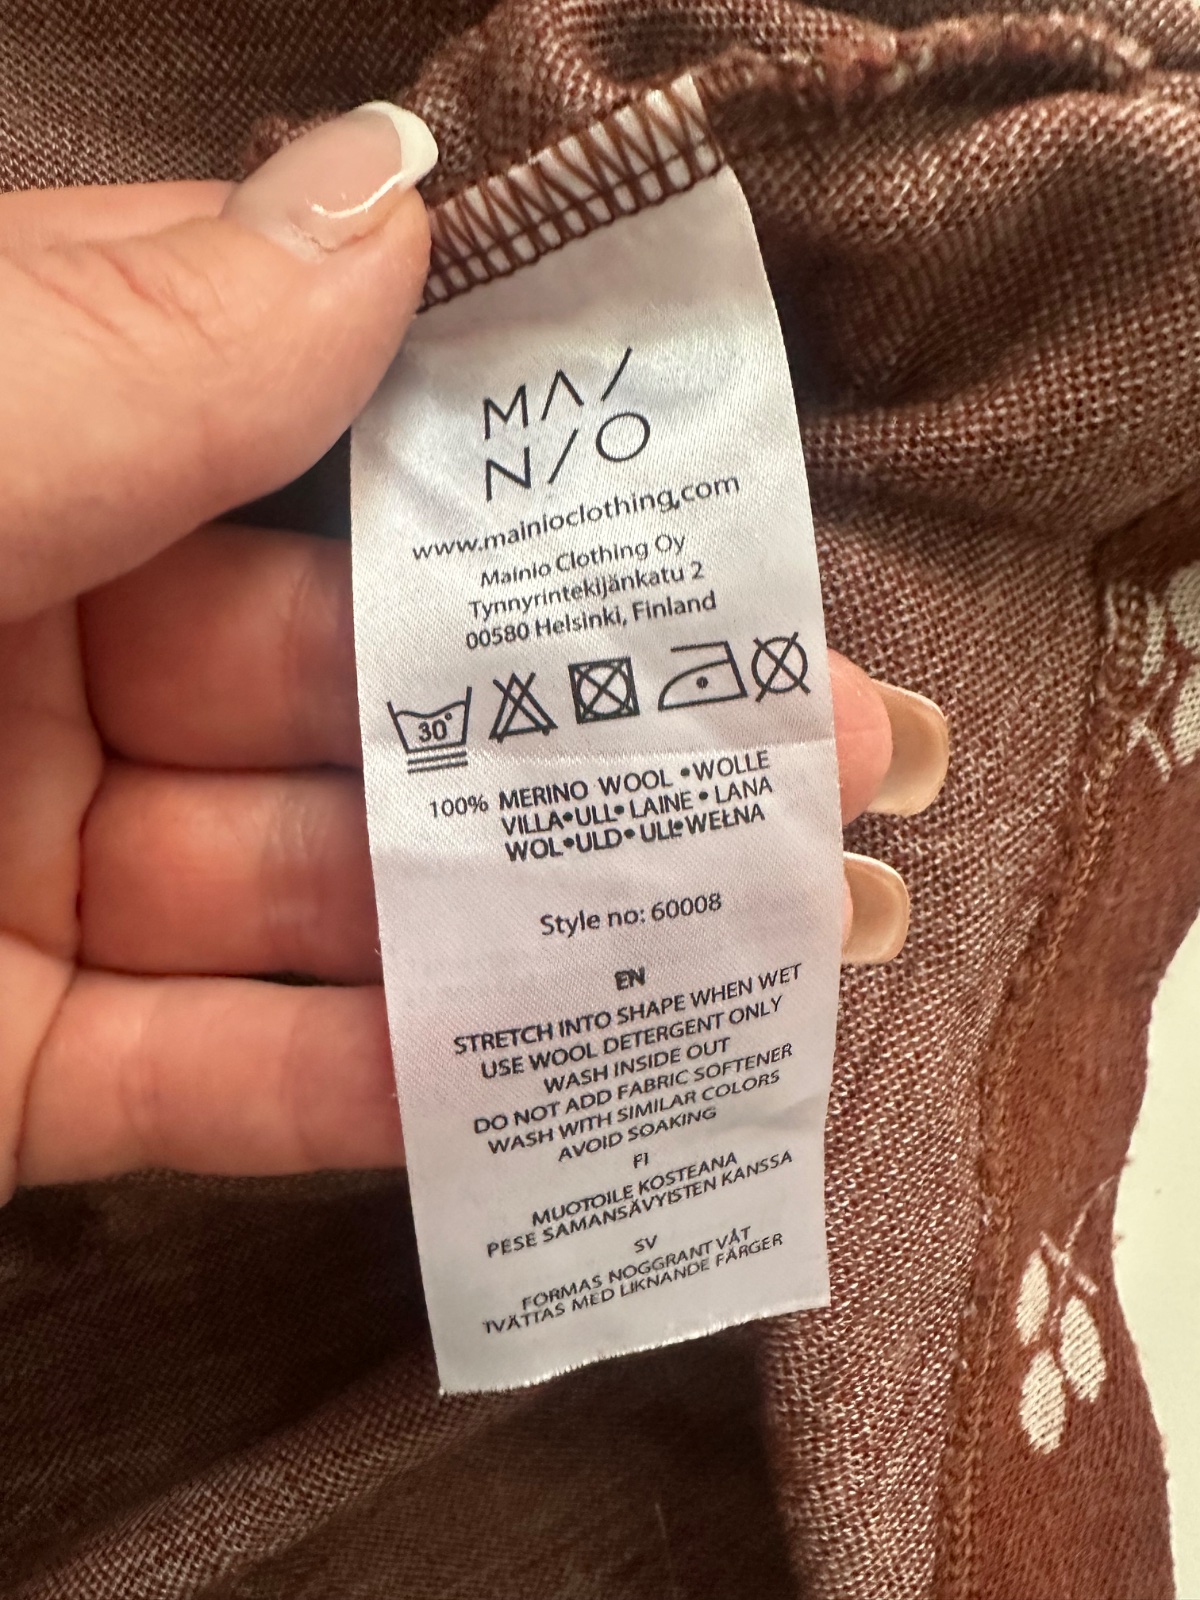 MAI
NIO
www.mainioclothing.com
Mainio Clothing Oy
Tynnyrintekijänkatu 2
00580 Helsinki, Finland
30°
100% MERINO WOOL •WOLLE
VILLA•ULL• LAINE • LANA
WOL•ULD•ULL•WEŁNA
Style no: 60008
EN
STRETCH INTO SHAPE WHEN WET
USE WOOL DETERGENT ONLY
WASH INSIDE OUT
DO NOT ADD FABRIC SOFTENER
WASH WITH SIMILAR COLORS
AVOID SOAKING
FI
MUOTOILE KOSTEANA
PESE SAMANSÄVYISTEN KANSSA
SV
FORMAS NOGGRANT VÅT
TVÄTTAS MED LIKNANDE FÄRGER